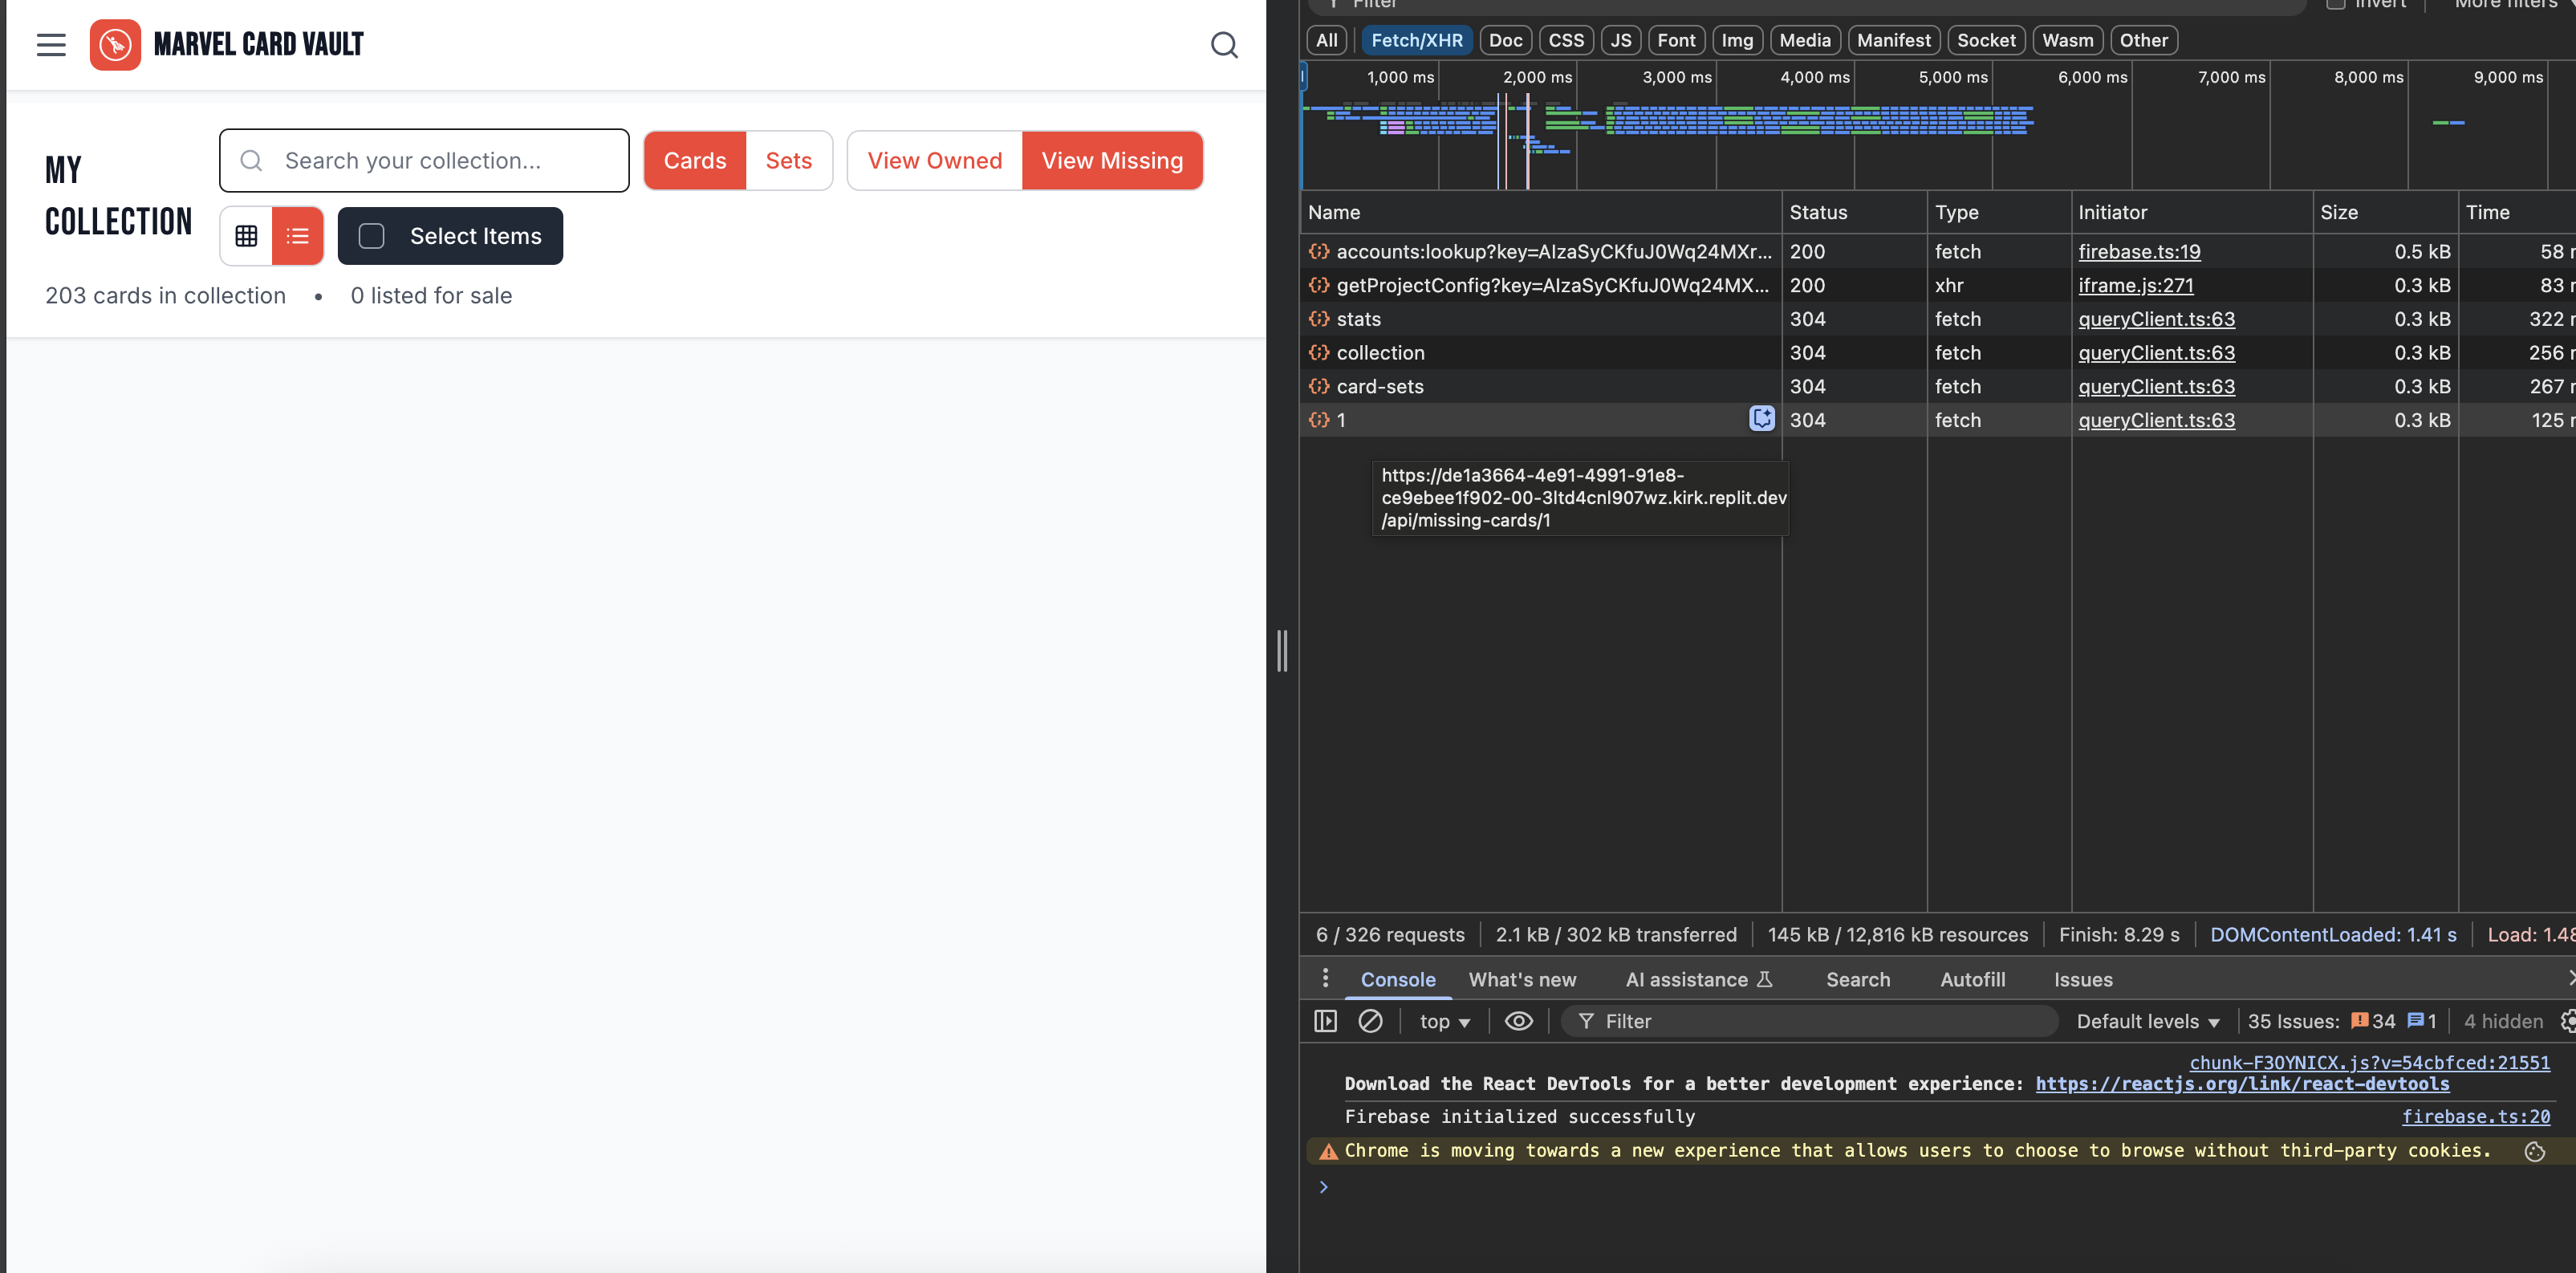 MARVEL CARD VAULT
MY
COLLECTION
Search your collection...
Cards
Sets
View Owned
View Missing
Select Items
203 cards in collection • 0 listed for sale
Filter
Invert
More filters
All
Fetch/XHR
Doc
CSS
JS
Font
Img
Media
Manifest
Socket
Wasm
Other
1,000 ms
2,000 ms
3,000 ms
4,000 ms
5,000 ms
6,000 ms
7,000 ms
8,000 ms
9,000 ms
Name Status Type Initiator Size Time
accounts:lookup?key=AIzaSyCKfuJ0Wq24MXr... 200 fetch firebase.ts:19 0.5 kB 58
getProjectConfig?key=AIzaSyCKfuJ0Wq24MX... 200 xhr iframe.js:271 0.3 kB 83
stats 304 fetch queryClient.ts:63 0.3 kB 322
collection 304 fetch queryClient.ts:63 0.3 kB 256
card-sets 304 fetch queryClient.ts:63 0.3 kB 267
1 304 fetch queryClient.ts:63 0.3 kB 125
https://de1a3664-4e91-4991-91e8-
ce9ebee1f902-00-3ltd4cnl907wz.kirk.replit.dev
/api/missing-cards/1
6 / 326 requests
2.1 kB / 302 kB transferred
145 kB / 12,816 kB resources
Finish: 8.29 s
DOMContentLoaded: 1.41 s
Load: 1.48
Console
What's new
AI assistance
Search
Autofill
Issues
top
Filter
Default levels
35 Issues: 34 1
4 hidden
chunk-F3OYNICX.js?v=54cbfced:21551
Download the React DevTools for a better development experience: https://reactjs.org/link/react-devtools
Firebase initialized successfully firebase.ts:20
Chrome is moving towards a new experience that allows users to choose to browse without third-party cookies.